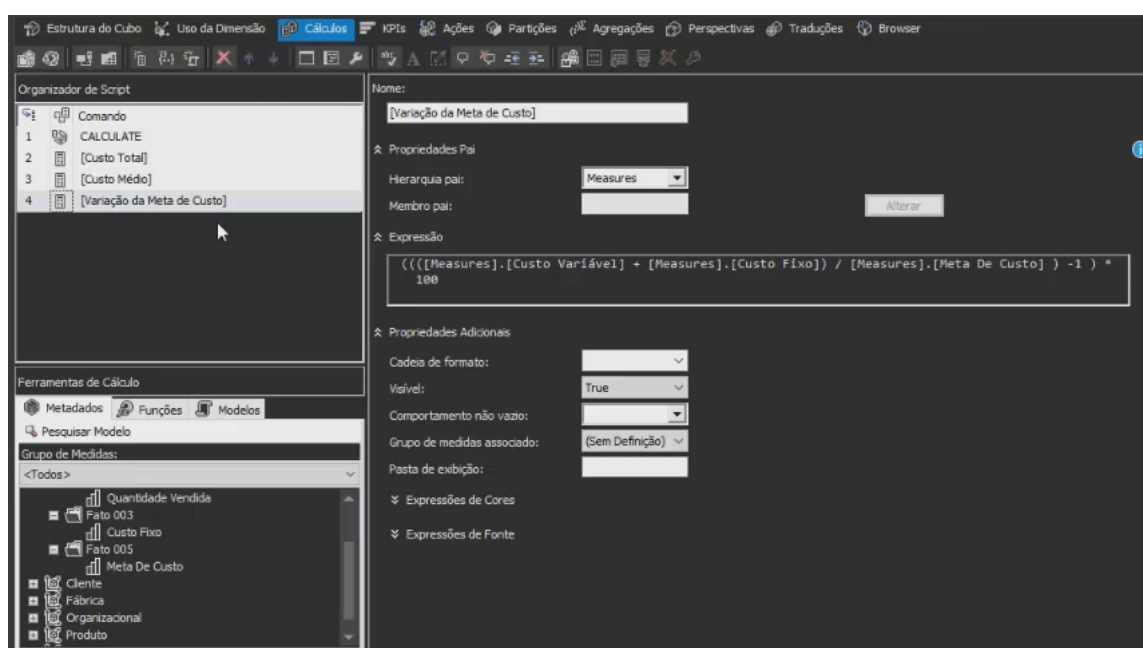 Estrutura do Cubo Uso da Dimensão Cálculos KPIs Ações Partições Agregações Perspectivas Traduções Browser
Organizador de Script
Comando
1 CALCULATE
2 [Custo Total]
3 [Custo Médio]
4 [Variação da Meta de Custo]
Ferramentas de Cálculo
Metadados Funções Modelos
Pesquisar Modelo
Grupo de Medidas:
<Todos>
Quantidade Vendida
Fato 003
Custo Fixo
Fato 005
Meta De Custo
Cliente
Fábrica
Organizacional
Produto
Nome:
[Variação da Meta de Custo]
Propriedades Pai
Hierarquia pai: Measures
Membro pai: Alterar
Expressão
((([Measures].[Custo Variável] + [Measures].[Custo Fixo]) / [Measures].[Meta De Custo] ) -1 ) *
100
Propriedades Adicionais
Cadeia de formato:
Visível: True
Comportamento não vazio:
Grupo de medidas associado: (Sem Definição)
Pasta de exibição:
Expressões de Cores
Expressões de Fonte